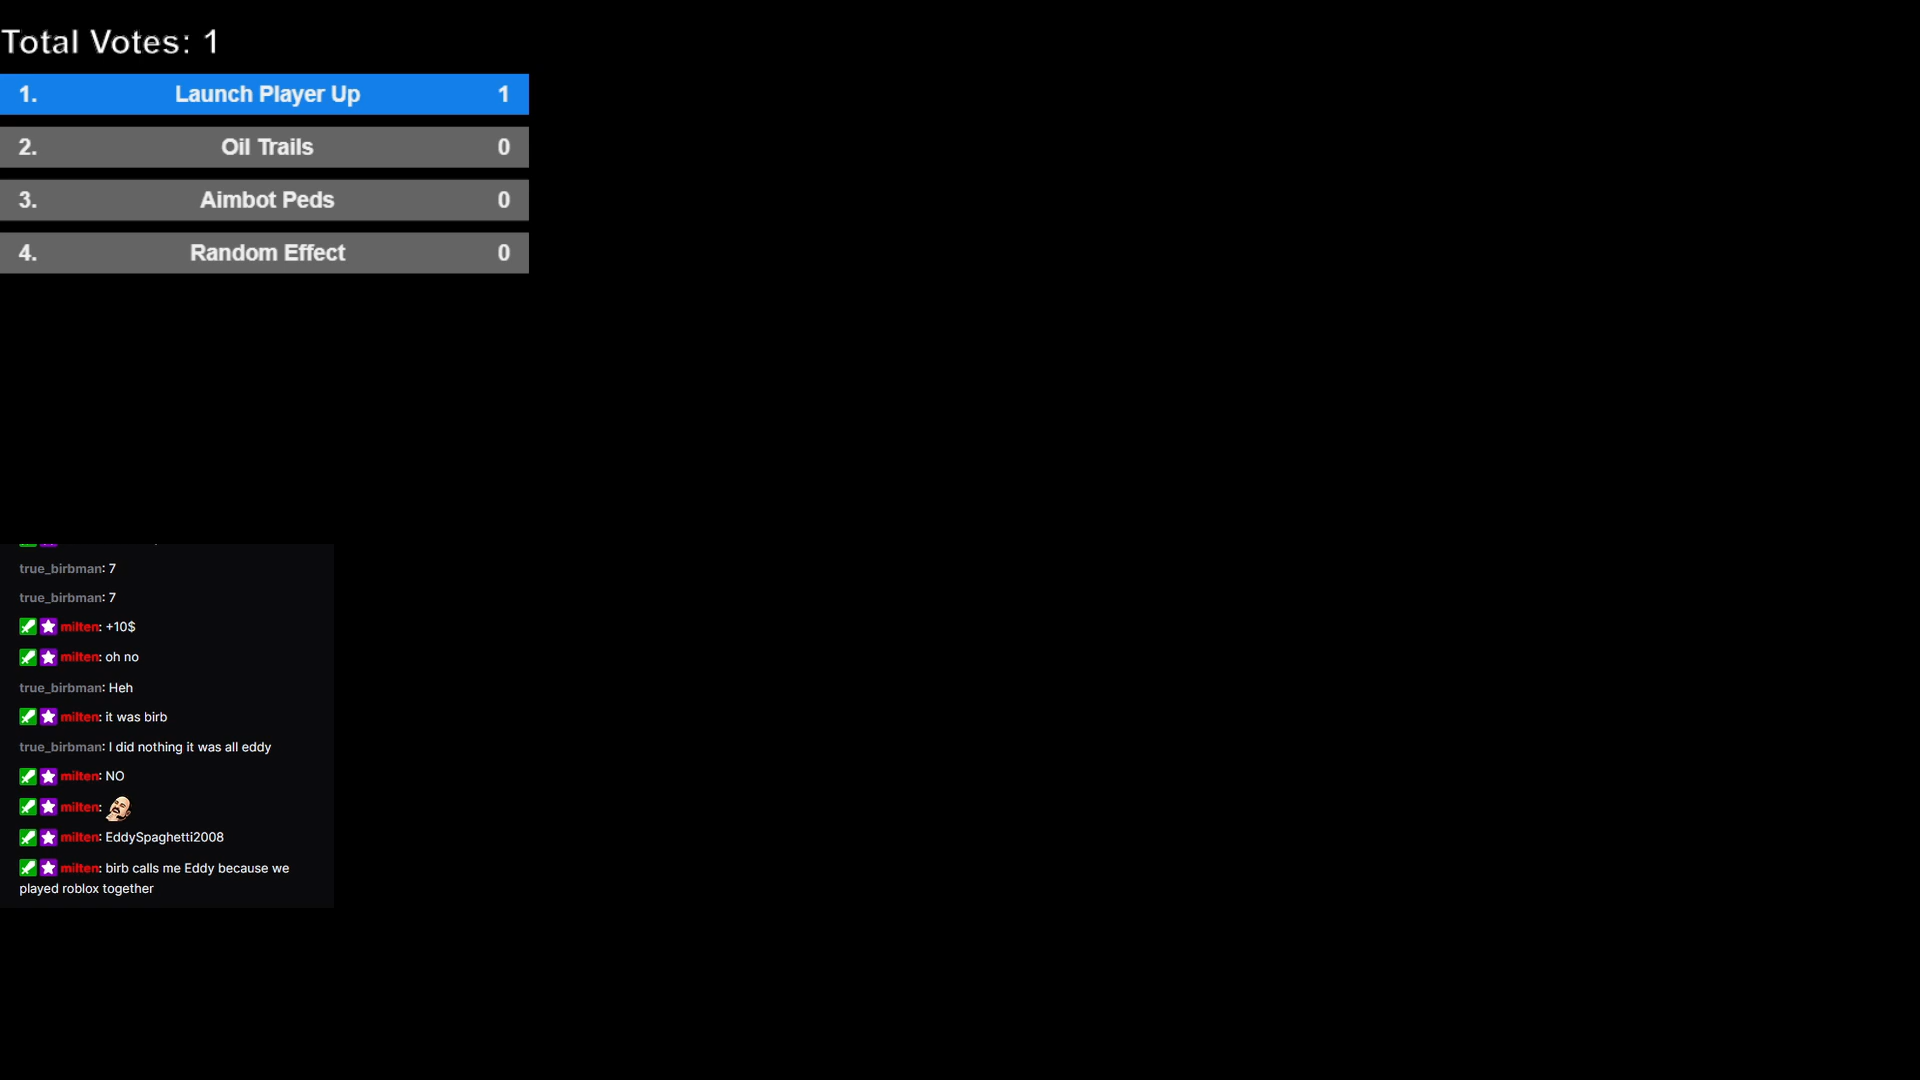 Total Votes: 1
1. Launch Player Up 1
2. Oil Trails 0
3. Aimbot Peds 0
4. Random Effect 0
true_birbman: 7
true_birbman: 7
milten: +10$
milten: oh no
true_birbman: Heh
milten: it was birb
true_birbman: I did nothing it was all eddy
milten: NO
milten:
milten: EddySpaghetti2008
milten: birb calls me Eddy because we
played roblox together